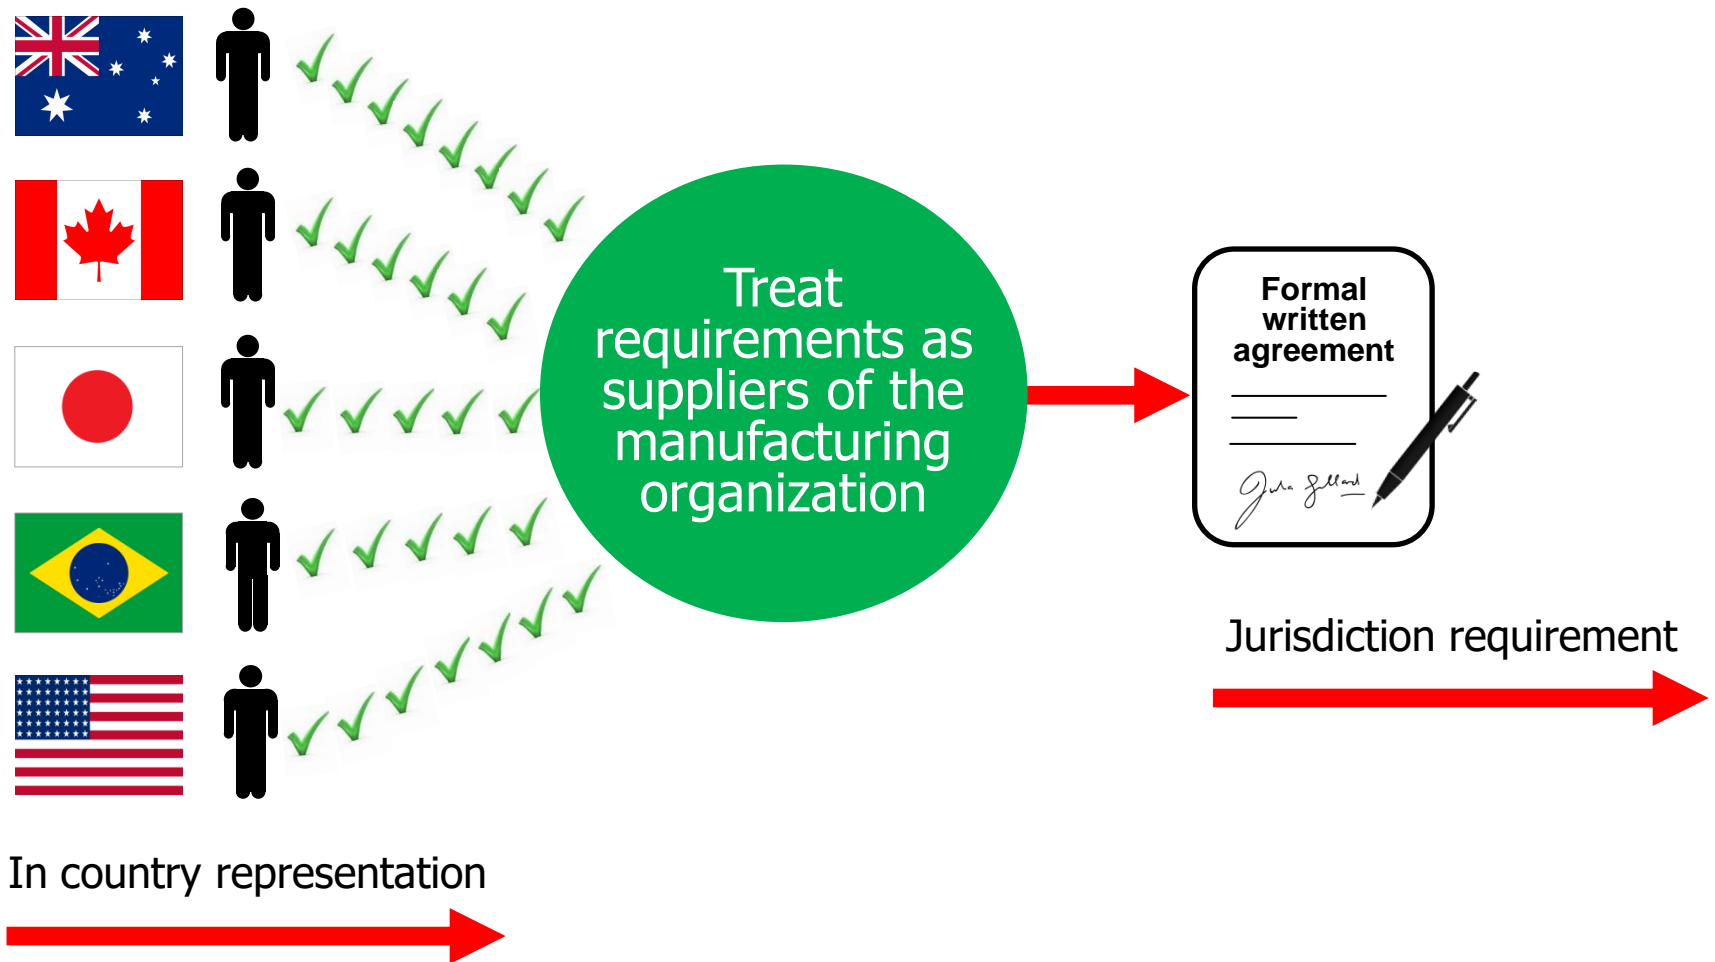 Treat
requirements as
suppliers of the
manufacturing
organization
Formal
written
agreement
Jurisdiction requirement
In country representation